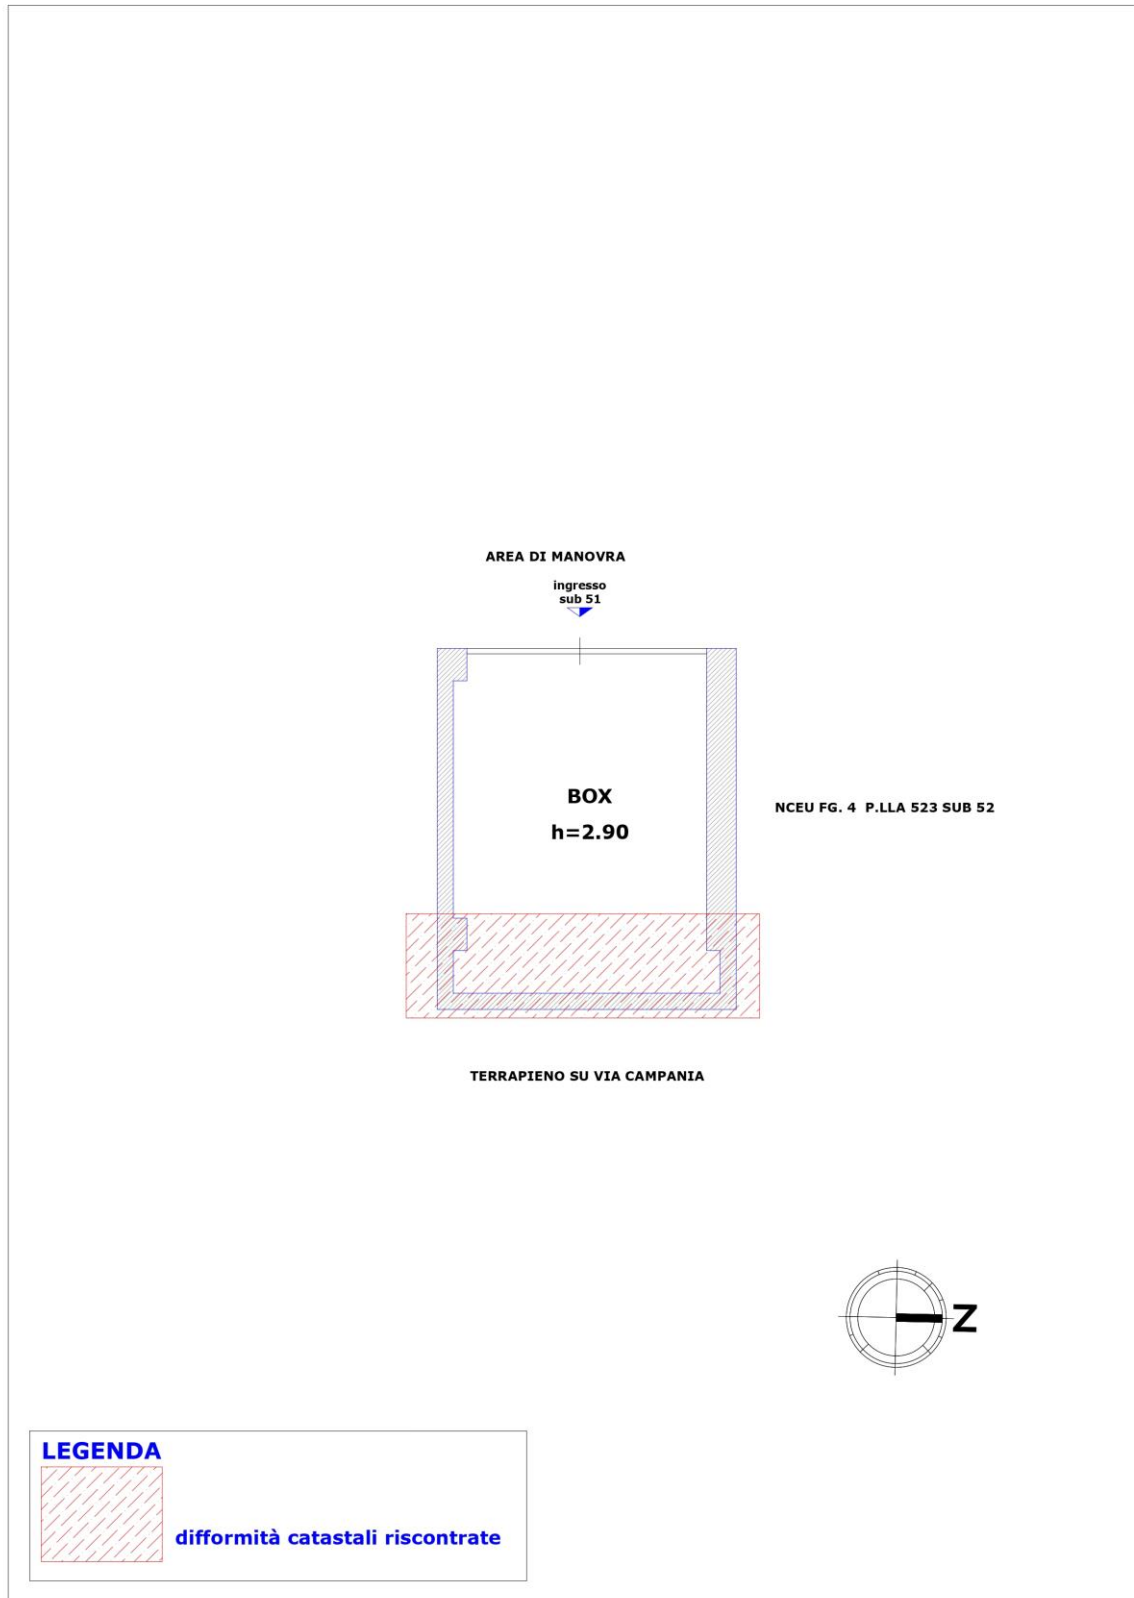 AREA DI MANOVRA
ingresso
sub 51
BOX
h=2.90
NCEU FG. 4 P.LLA 523 SUB 52
TERRAPIENO SU VIA CAMPANIA
N
LEGENDA
difformità catastali riscontrate